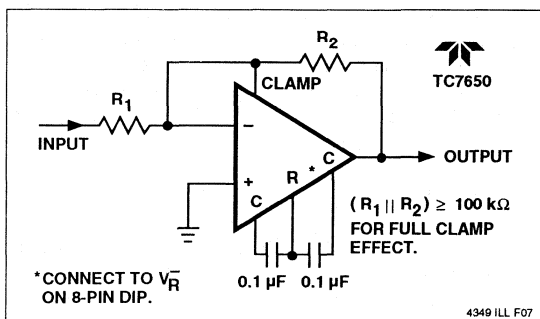 R2
TC7650
CLAMP
R1
INPUT
−
+
C
R
*
C
OUTPUT
(R1 || R2) ≥ 100 kΩ
FOR FULL CLAMP
EFFECT.
0.1 µF
0.1 µF
*CONNECT TO V−R
ON 8-PIN DIP.
4349 ILL F07